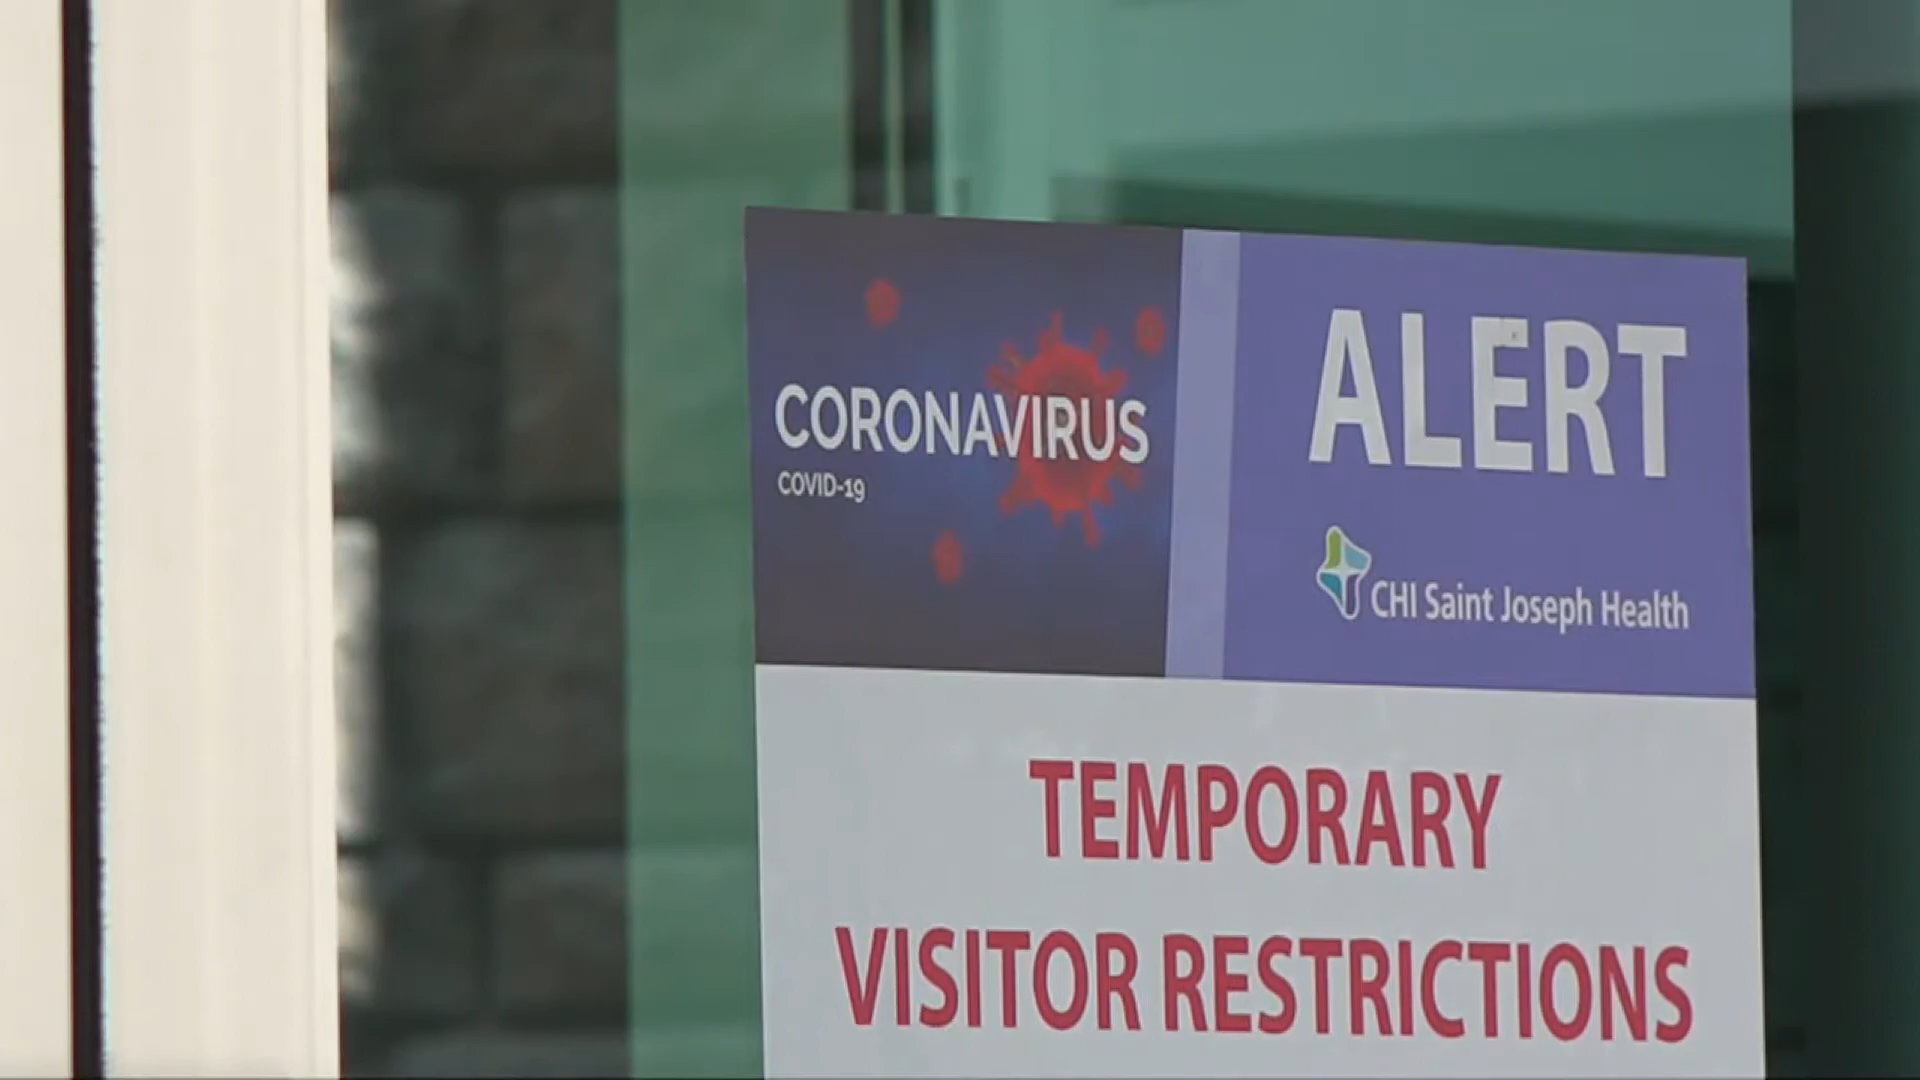 CORONAVIRUS
COVID-19
ALERT
CHI Saint Joseph Health
TEMPORARY
VISITOR RESTRICTIONS